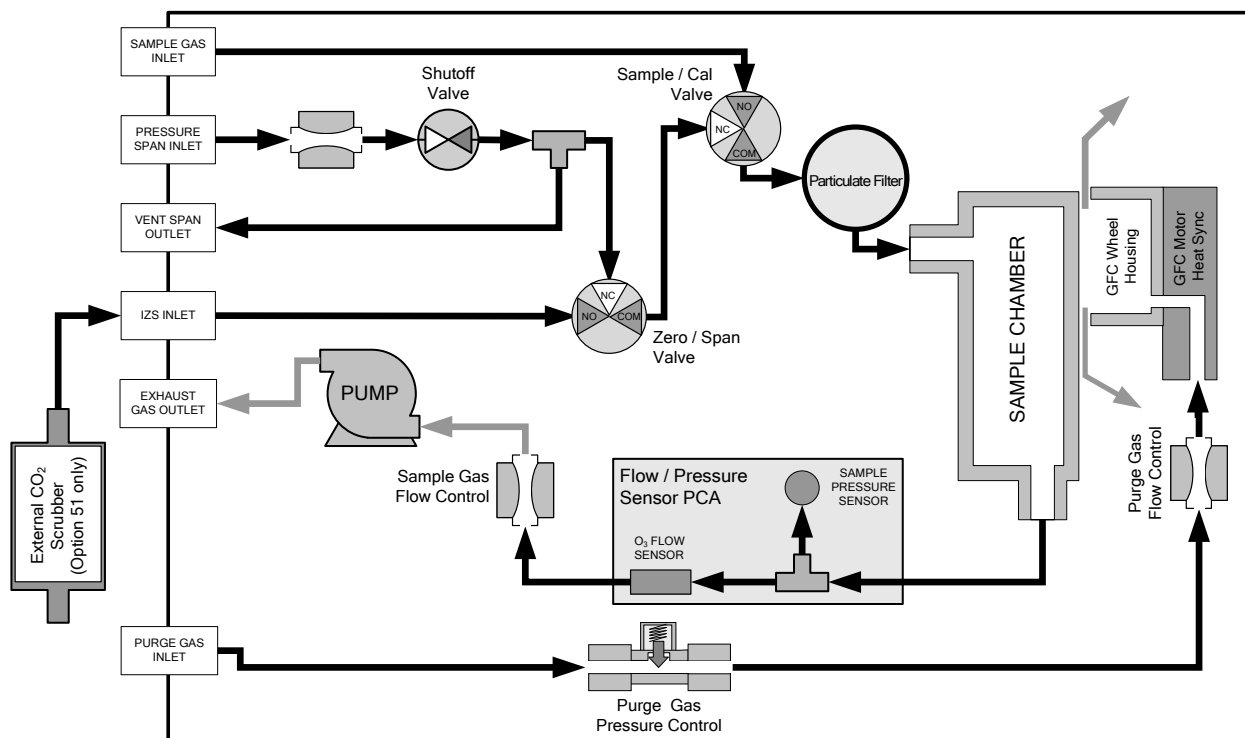 SAMPLE GAS
INLET
PRESSURE
SPAN INLET
VENT SPAN
OUTLET
IZS INLET
EXHAUST
GAS OUTLET
PURGE GAS
INLET
External CO₂
Scrubber
(Option 51 only)
Shutoff
Valve
Sample / Cal
Valve
NO
NC
COM
Particulate Filter
NC
NO
COM
Zero / Span
Valve
PUMP
Sample Gas
Flow Control
Flow / Pressure
Sensor PCA
SAMPLE
PRESSURE
SENSOR
O₃ FLOW
SENSOR
SAMPLE CHAMBER
GFC Wheel
Housing
GFC Motor
Heat Sync
Purge Gas
Flow Control
Purge Gas
Pressure Control